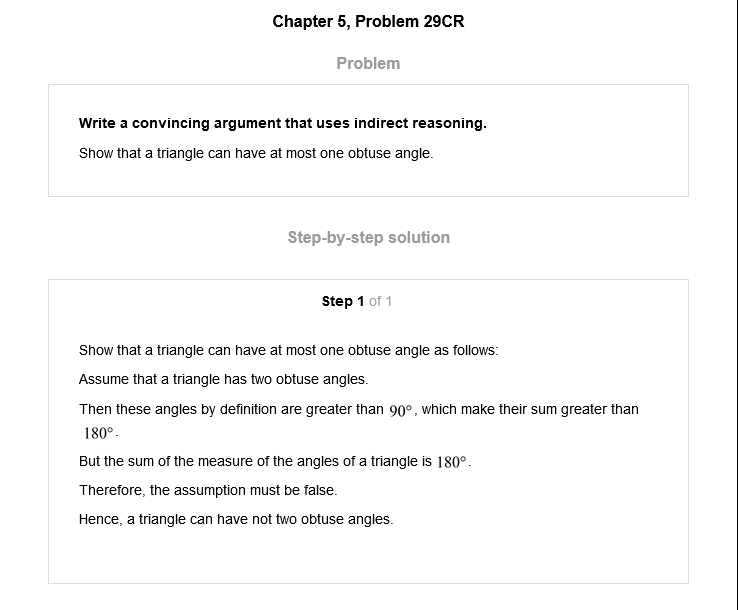 Chapter 5, Problem 29CR
Problem
Write a convincing argument that uses indirect reasoning.
Show that a triangle can have at most one obtuse angle.
Step-by-step solution
Step 1 of 1
Show that a triangle can have at most one obtuse angle as follows:
Assume that a triangle has two obtuse angles.
Then these angles by definition are greater than 90°, which make their sum greater than
180°.
But the sum of the measure of the angles of a triangle is 180°.
Therefore, the assumption must be false.
Hence, a triangle can have not two obtuse angles.